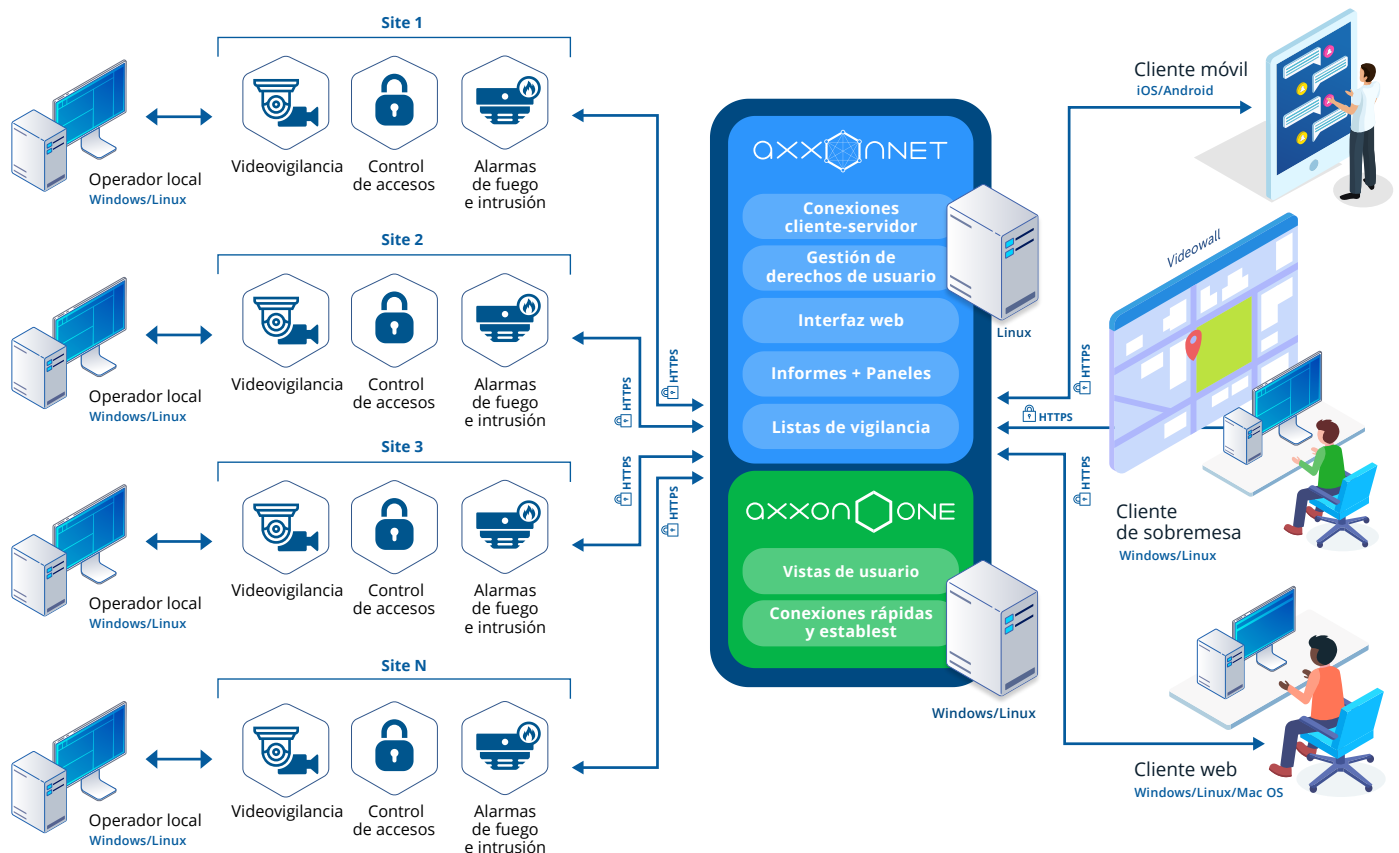 Site 1
Operador local
Windows/Linux
Videovigilancia
Control
de accesos
Alarmas
de fuego
e intrusión
Site 2
Operador local
Windows/Linux
Videovigilancia
Control
de accesos
Alarmas
de fuego
e intrusión
Site 3
Operador local
Windows/Linux
Videovigilancia
Control
de accesos
Alarmas
de fuego
e intrusión
Site N
Operador local
Windows/Linux
Videovigilancia
Control
de accesos
Alarmas
de fuego
e intrusión
HTTPS
HTTPS
HTTPS
HTTPS
axxonnet
Conexiones
cliente-servidor
Gestión de
derechos de usuario
Interfaz web
Informes + Paneles
Listas de vigilancia
Linux
axxon one
Vistas de usuario
Conexiones rápidas
y establest
Windows/Linux
HTTPS
HTTPS
HTTPS
Cliente móvil
iOS/Android
Videowall
Cliente
de sobremesa
Windows/Linux
Cliente web
Windows/Linux/Mac OS